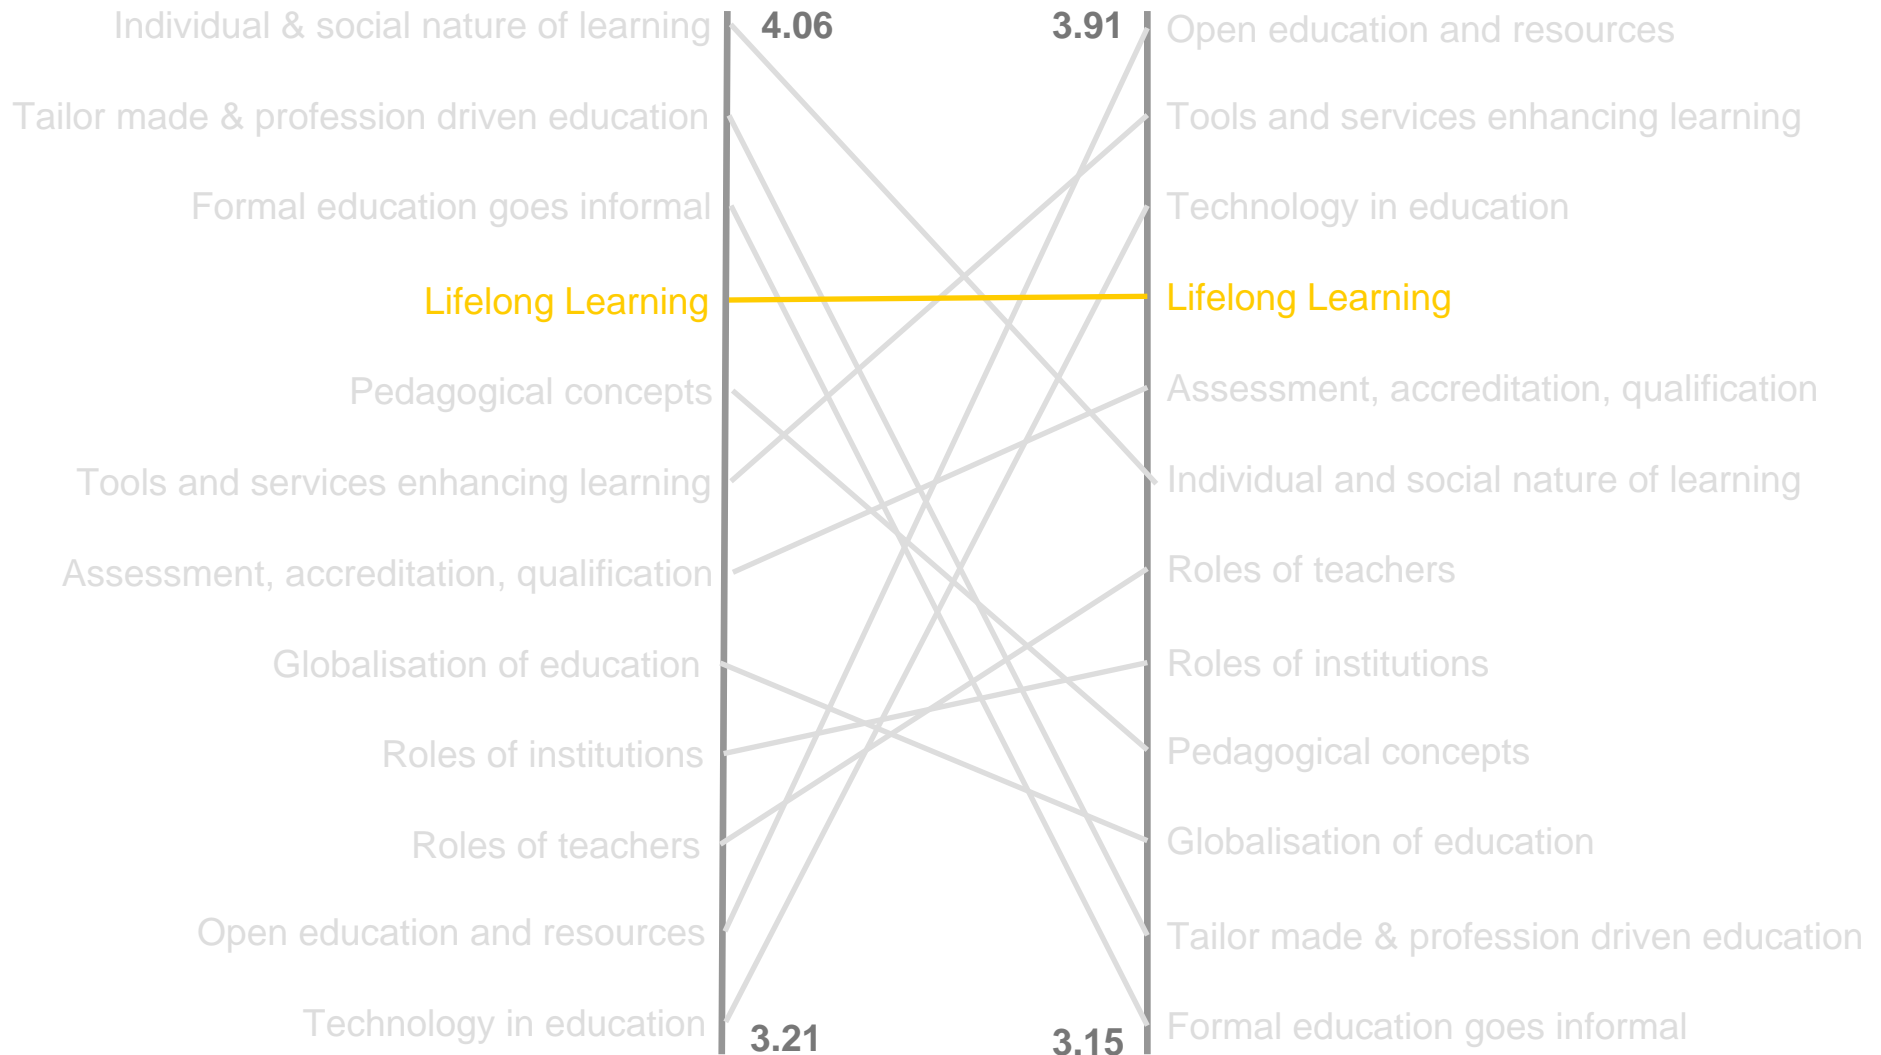 Individual & social nature of learning
4.06
3.91
Open education and resources
Tailor made & profession driven education
Tools and services enhancing learning
Formal education goes informal
Technology in education
Lifelong Learning
Lifelong Learning
Pedagogical concepts
Assessment, accreditation, qualification
Tools and services enhancing learning
Individual and social nature of learning
Assessment, accreditation, qualification
Roles of teachers
Globalisation of education
Roles of institutions
Roles of institutions
Pedagogical concepts
Roles of teachers
Globalisation of education
Open education and resources
Tailor made & profession driven education
Technology in education
3.21
3.15
Formal education goes informal